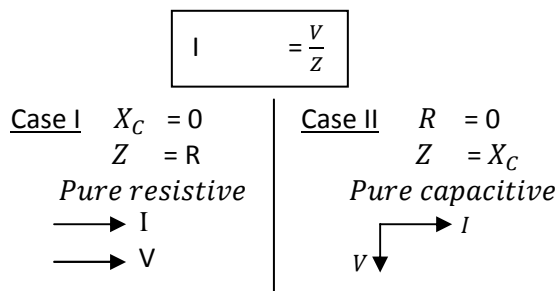 I = V/Z
Case I X_C = 0
Z = R
Pure resistive
I
V
Case II R = 0
Z = X_C
Pure capacitive
I
V